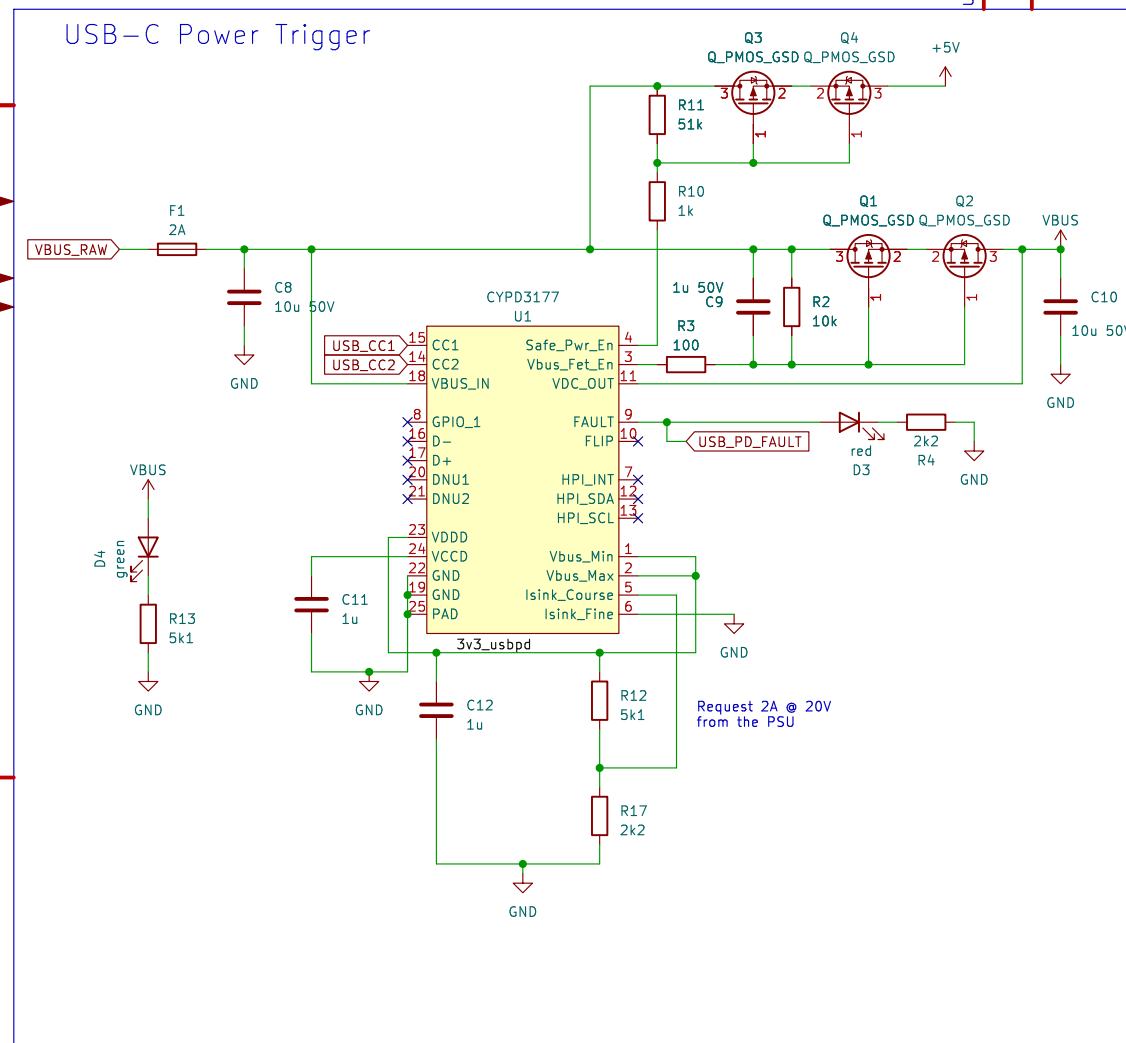 USB-C Power Trigger
Q3
Q_PMOS_GSD
Q4
Q_PMOS_GSD
+5V
3
2
2
3
1
1
R11
51k
R10
1k
F1
2A
VBUS_RAW
Q1
Q_PMOS_GSD
Q2
Q_PMOS_GSD
VBUS
3
2
2
3
1
1
C8
10u 50V
GND
1u 50V
C9
R2
10k
C10
10u 50V
GND
R3
100
CYPD3177
U1
USB_CC1
USB_CC2
15 CC1
14 CC2
18 VBUS_IN
8 GPIO_1
16 D-
17 D+
20 DNU1
21 DNU2
23 VDDD
24 VCCD
22 GND
19 GND
25 PAD
Safe_Pwr_En 4
Vbus_Fet_En 3
VDC_OUT 11
FAULT 9
FLIP 10
HPI_INT 7
HPI_SDA 12
HPI_SCL 13
Vbus_Min 1
Vbus_Max 2
Isink_Course 5
Isink_Fine 6
USB_PD_FAULT
red
D3
2k2
R4
GND
VBUS
D4
green
R13
5k1
GND
C11
1u
GND
3v3_usbpd
GND
C12
1u
R12
5k1
Request 2A @ 20V
from the PSU
R17
2k2
GND